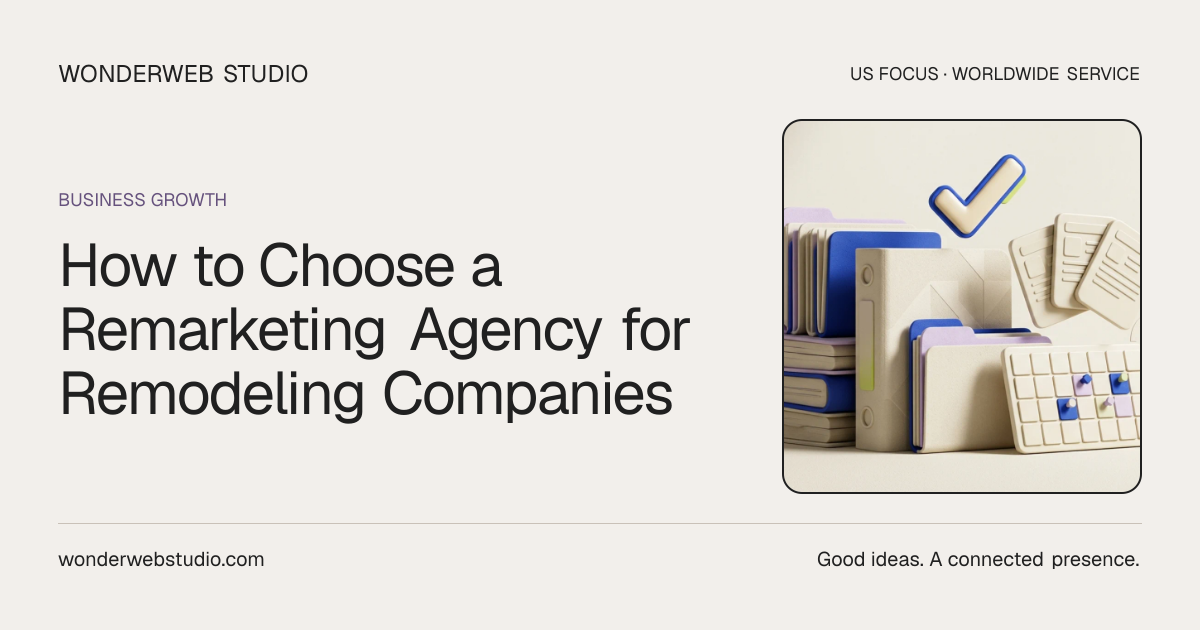 WONDERWEB STUDIO
US FOCUS · WORLDWIDE SERVICE
BUSINESS GROWTH
How to Choose a
Remarketing Agency for
Remodeling Companies
wonderwebstudio.com
Good ideas. A connected presence.